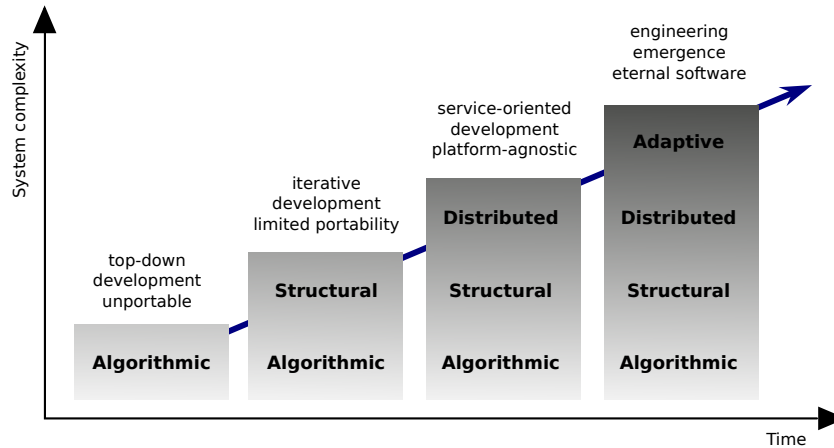 System complexity
top-down
development
unportable
Algorithmic
iterative
development
limited portability
Structural
Algorithmic
service-oriented
development
platform-agnostic
Distributed
Structural
Algorithmic
engineering
emergence
eternal software
Adaptive
Distributed
Structural
Algorithmic
Time